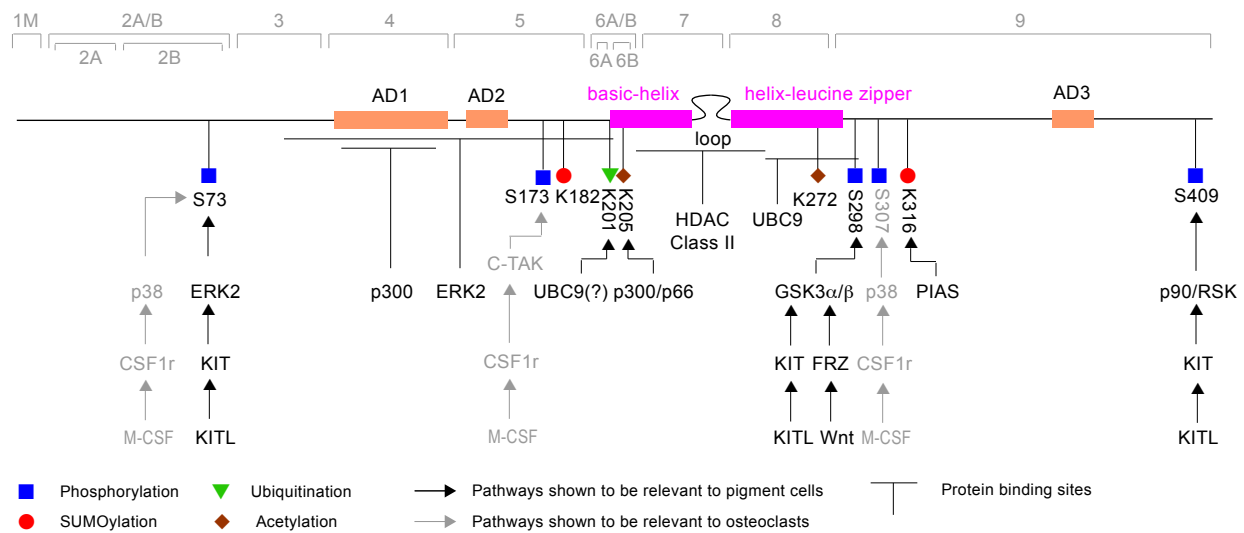 1M 2A/B 3 4 5 6A/B 7 8 9
2A 2B 6A 6B
AD1 AD2 basic-helix helix-leucine zipper AD3
loop
S73 S173 K182 K201 K205 K272 S298 S307 K316 S409
HDAC
Class II
UBC9
C-TAK
p38 ERK2 p300 ERK2 UBC9(?) p300/p66 GSK3α/β p38 PIAS p90/RSK
CSF1r KIT CSF1r KIT FRZ CSF1r KIT
M-CSF KITL M-CSF KITL Wnt M-CSF KITL
Phosphorylation Ubiquitination Pathways shown to be relevant to pigment cells Protein binding sites
SUMOylation Acetylation Pathways shown to be relevant to osteoclasts